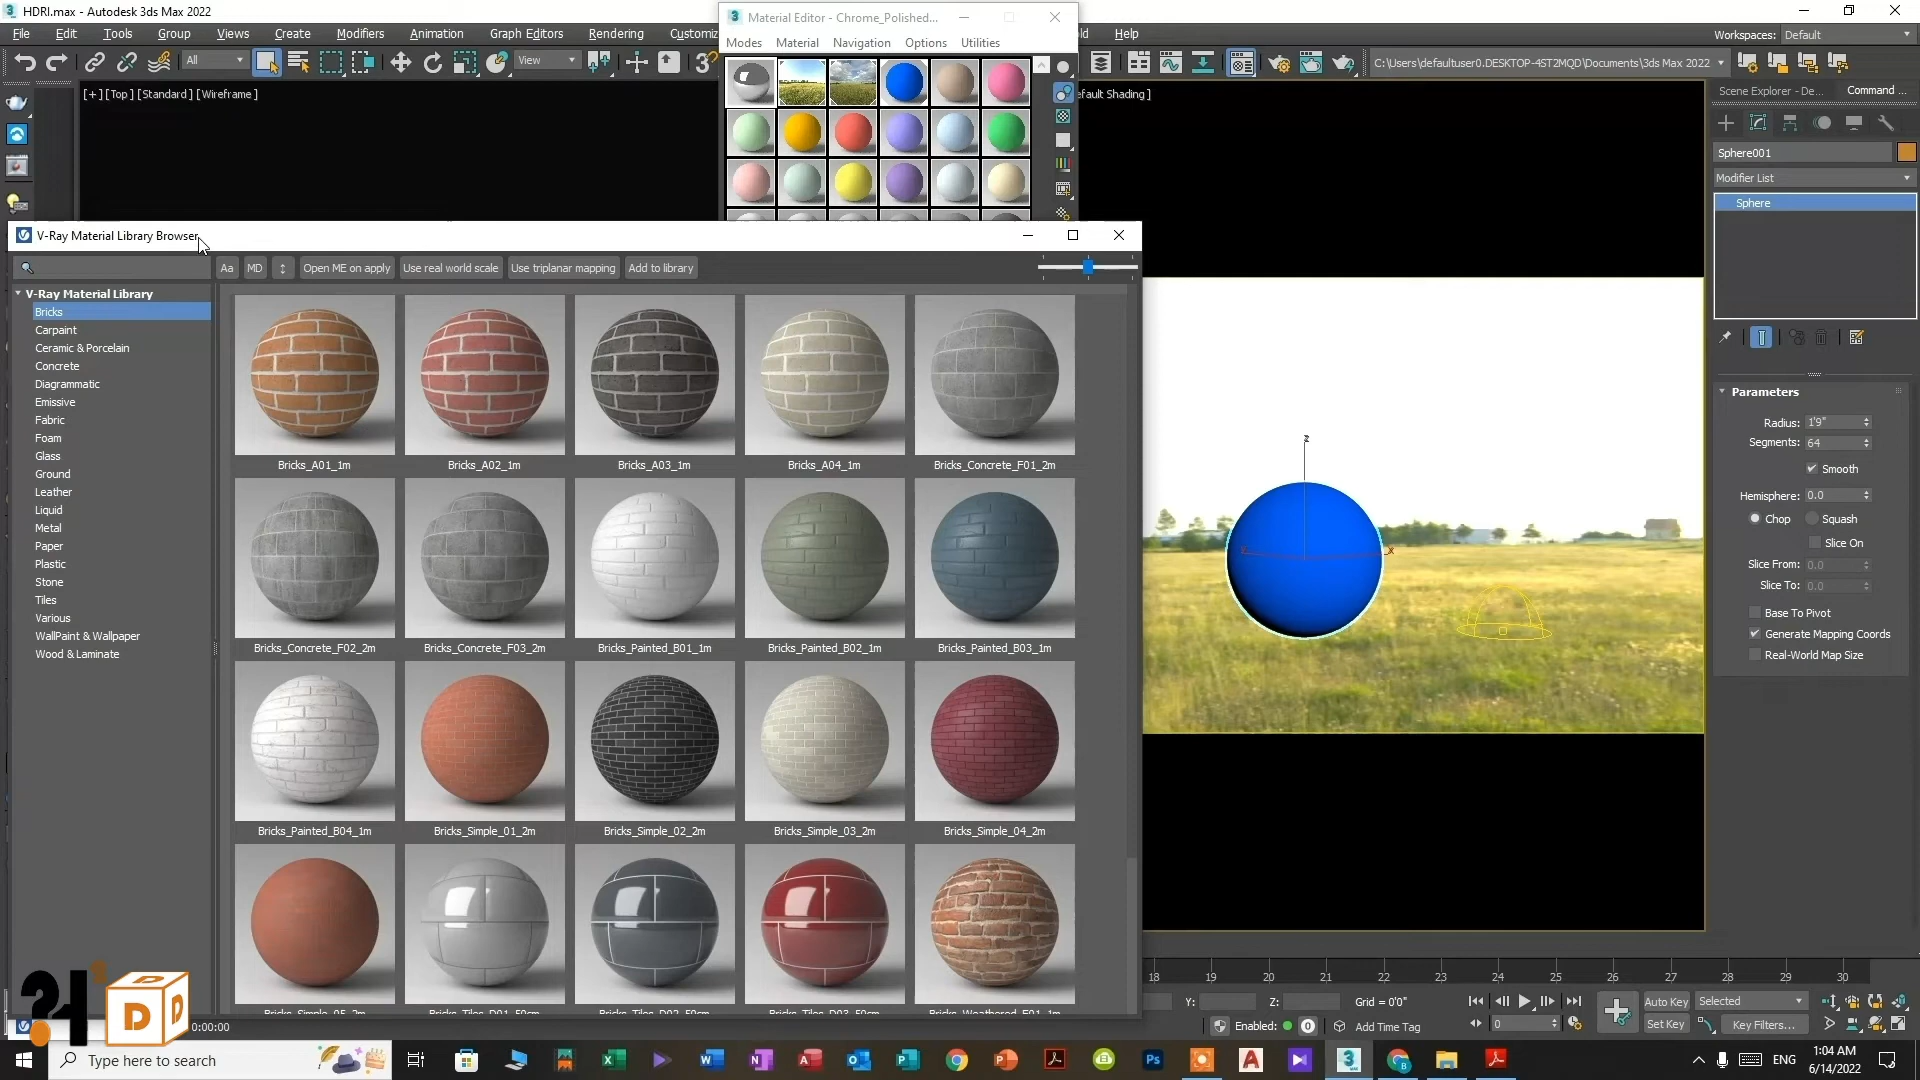 HDRI.max - Autodesk 3ds Max 2022
File Edit Tools Group Views Create Modifiers Animation Graph Editors Rendering Customiz
Help
Workspaces: Default
All
View
C:\Users\defaultuser0.DESKTOP-4ST2MQD\Documents\3ds Max 2022
Material Editor - Chrome_Polished...
Modes Material Navigation Options Utilities
[+] [Top] [Standard] [Wireframe]
efault Shading]
Scene Explorer - De...
Command ...
Sphere001
Modifier List
Sphere
V-Ray Material Library Browser
Aa MD Open ME on apply Use real world scale Use triplanar mapping Add to library
V-Ray Material Library
Bricks
Carpaint
Ceramic & Porcelain
Concrete
Diagrammatic
Emissive
Fabric
Foam
Glass
Ground
Leather
Liquid
Metal
Paper
Plastic
Stone
Tiles
Various
WallPaint & Wallpaper
Wood & Laminate
Bricks_A01_1m Bricks_A02_1m Bricks_A03_1m Bricks_A04_1m Bricks_Concrete_F01_2m
Bricks_Concrete_F02_2m Bricks_Concrete_F03_2m Bricks_Painted_B01_1m Bricks_Painted_B02_1m Bricks_Painted_B03_1m
Bricks_Painted_B04_1m Bricks_Simple_01_2m Bricks_Simple_02_2m Bricks_Simple_03_2m Bricks_Simple_04_2m
Bricks_Simple_05_2m Bricks_Tiles_D01_50cm Bricks_Tiles_D02_50cm Bricks_Tiles_D03_50cm Bricks_Weathered_E01_1m
z
x
Parameters
Radius: 1'9"
Segments: 64
Smooth
Hemisphere: 0.0
Chop Squash
Slice On
Slice From: 0.0
Slice To: 0.0
Base To Pivot
Generate Mapping Coords
Real-World Map Size
18 19 20 21 22 23 24 25 26 27 28 29 30
Y: Z: Grid = 0'0"
Auto Key Selected
Enabled: 0 Add Time Tag
0
Set Key Key Filters...
0:00:00
D D D
Type here to search
ENG
1:04 AM
6/14/2022